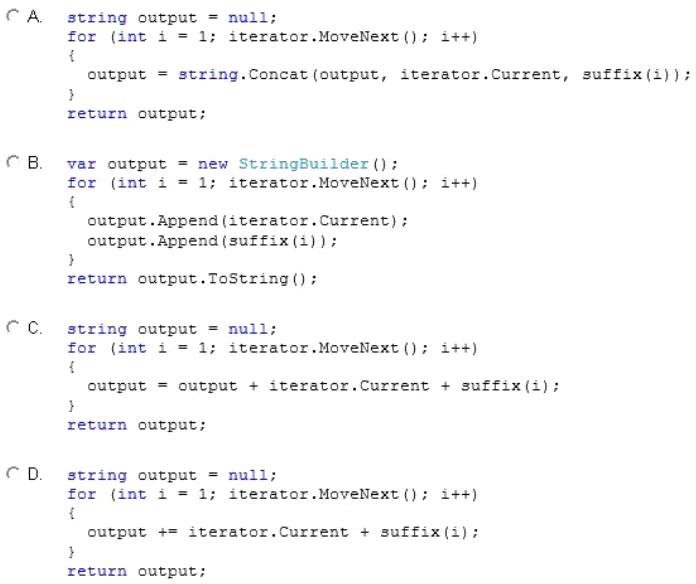 A. string output = null;
for (int i = 1; iterator.MoveNext(); i++)
{
output = string.Concat(output, iterator.Current, suffix(i));
}
return output;
B. var output = new StringBuilder();
for (int i = 1; iterator.MoveNext(); i++)
{
output.Append(iterator.Current);
output.Append(suffix(i));
}
return output.ToString();
C. string output = null;
for (int i = 1; iterator.MoveNext(); i++)
{
output = output + iterator.Current + suffix(i);
}
return output;
D. string output = null;
for (int i = 1; iterator.MoveNext(); i++)
{
output += iterator.Current + suffix(i);
}
return output;